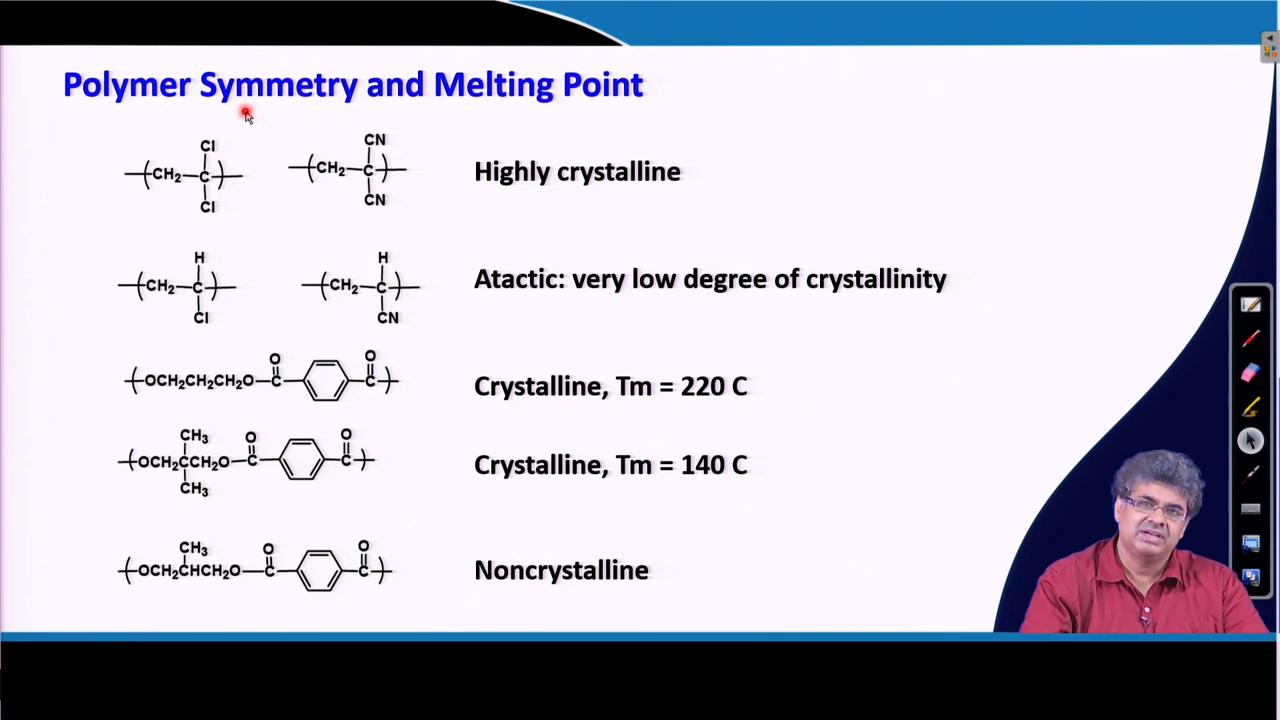 Polymer Symmetry and Melting Point
Cl
CN
CH₂ C
CH₂ C
Highly crystalline
Cl
CN
H
H
CH₂ C
CH₂ C
Atactic: very low degree of crystallinity
Cl
CN
O
O
OCH₂CH₂CH₂O C
C
Crystalline, Tm = 220 C
CH₃
O
O
OCH₂CCH₂O C
C
Crystalline, Tm = 140 C
CH₃
CH₃
O
O
OCH₂CHCH₂O C
C
Noncrystalline